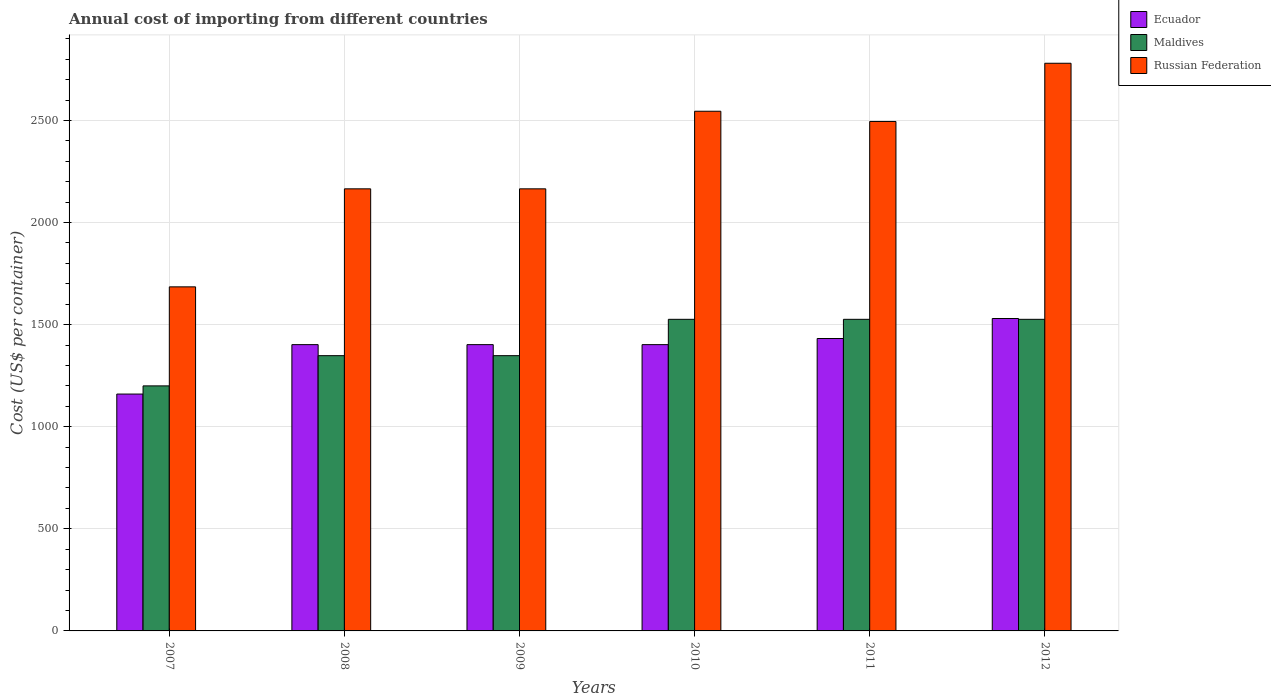 Annual cost of importing from different countries
Ecuador
Maldives
Russian Federation
Cost (US$ per container)
2500
2000
1500
1000
500
0
2007
2008
2009
2010
2011
2012
Years